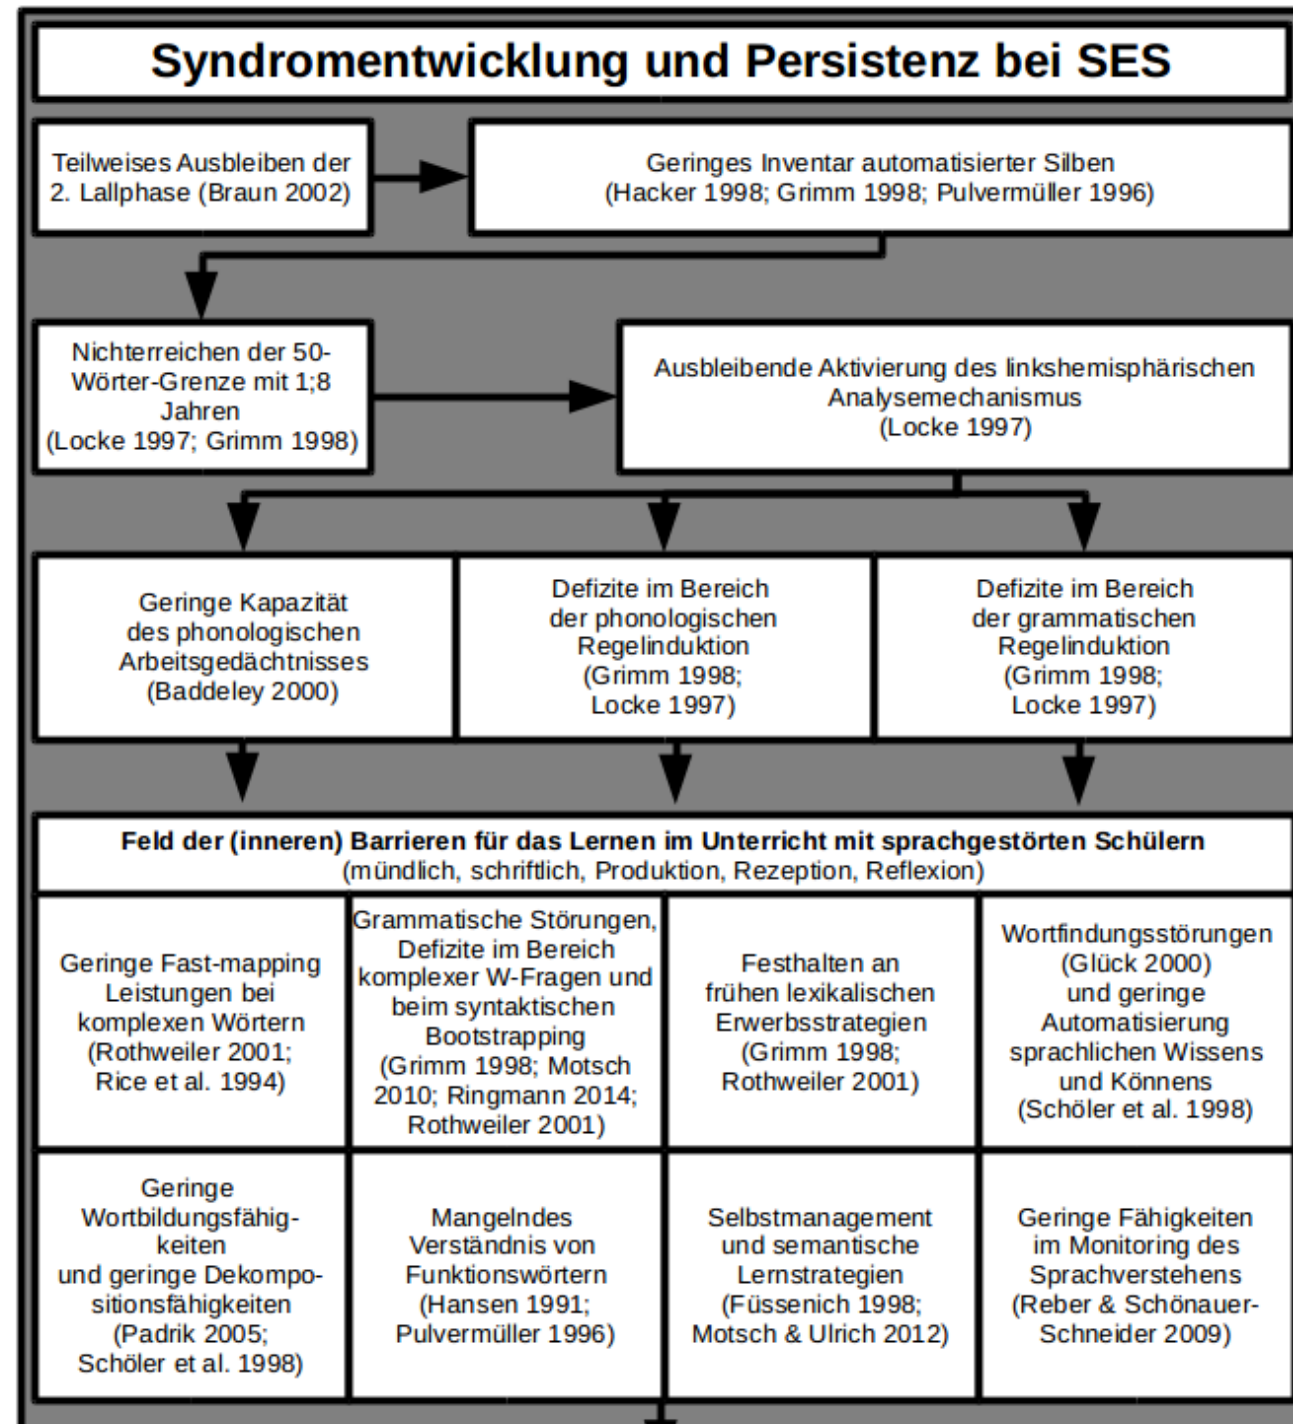 Syndromentwicklung und Persistenz bei SES
Teilweises Ausbleiben der
2. Lallphase (Braun 2002)
Geringes Inventar automatisierter Silben
(Hacker 1998; Grimm 1998; Pulvermüller 1996)
Nichterreichen der 50-
Wörter-Grenze mit 1;8
Jahren
(Locke 1997; Grimm 1998)
Ausbleibende Aktivierung des linkshemisphärischen
Analysemechanismus
(Locke 1997)
Geringe Kapazität
des phonologischen
Arbeitsgedächtnisses
(Baddeley 2000)
Defizite im Bereich
der phonologischen
Regelinduktion
(Grimm 1998;
Locke 1997)
Defizite im Bereich
der grammatischen
Regelinduktion
(Grimm 1998;
Locke 1997)
Feld der (inneren) Barrieren für das Lernen im Unterricht mit sprachgestörten Schülern
(mündlich, schriftlich, Produktion, Rezeption, Reflexion)
Geringe Fast-mapping
Leistungen bei
komplexen Wörtern
(Rothweiler 2001;
Rice et al. 1994)
Grammatische Störungen,
Defizite im Bereich
komplexer W-Fragen und
beim syntaktischen
Bootstrapping
(Grimm 1998; Motsch
2010; Ringmann 2014;
Rothweiler 2001)
Festhalten an
frühen lexikalischen
Erwerbsstrategien
(Grimm 1998;
Rothweiler 2001)
Wortfindungsstörungen
(Glück 2000)
und geringe
Automatisierung
sprachlichen Wissens
und Könnens
(Schöler et al. 1998)
Geringe
Wortbildungsfähig-
keiten
und geringe Dekompo-
sitionsfähigkeiten
(Padrik 2005;
Schöler et al. 1998)
Mangelndes
Verständnis von
Funktionswörtern
(Hansen 1991;
Pulvermüller 1996)
Selbstmanagement
und semantische
Lernstrategien
(Füssenich 1998;
Motsch & Ulrich 2012)
Geringe Fähigkeiten
im Monitoring des
Sprachverstehens
(Reber & Schönauer-
Schneider 2009)